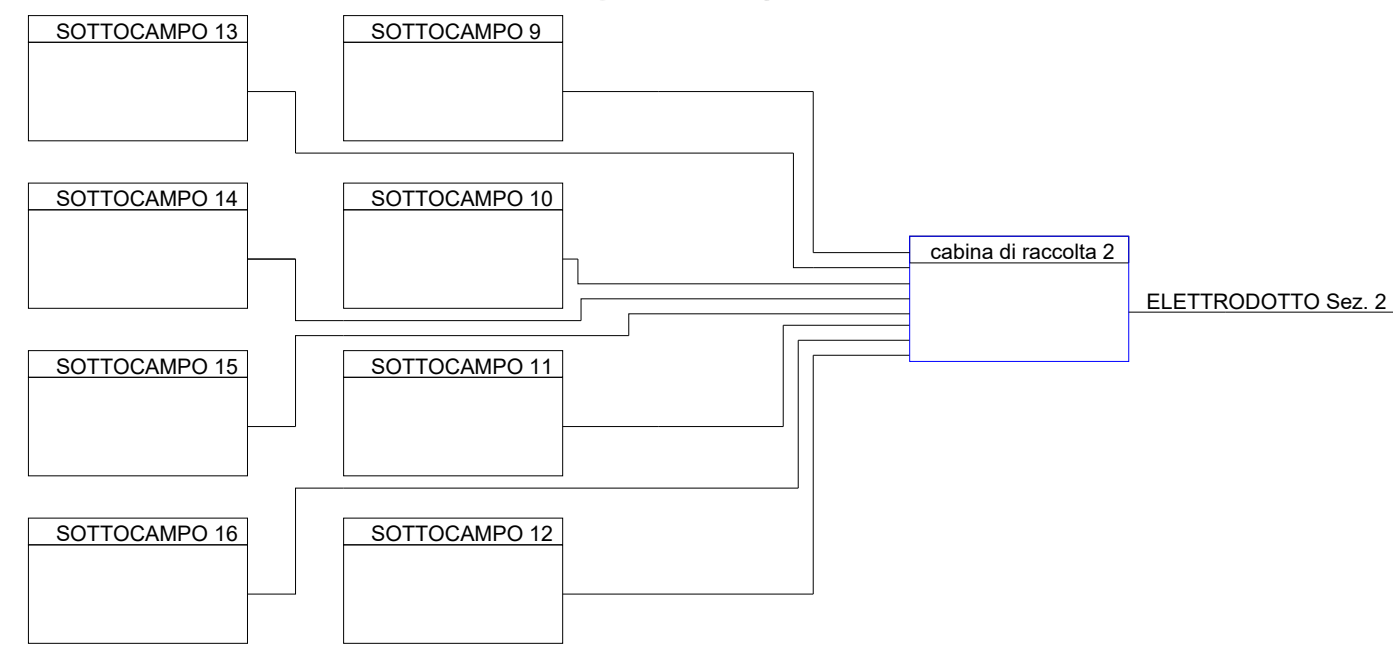 SOTTOCAMPO 13
SOTTOCAMPO 9
SOTTOCAMPO 14
SOTTOCAMPO 10
cabina di raccolta 2
ELETTRODOTTO Sez. 2
SOTTOCAMPO 15
SOTTOCAMPO 11
SOTTOCAMPO 16
SOTTOCAMPO 12